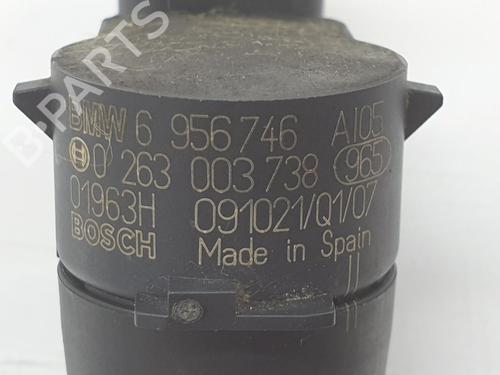 B-PARTS
BMW 6 956 746 AI05
0 263 003 738 965
01963H 091021/Q1/07
BOSCH Made in Spain